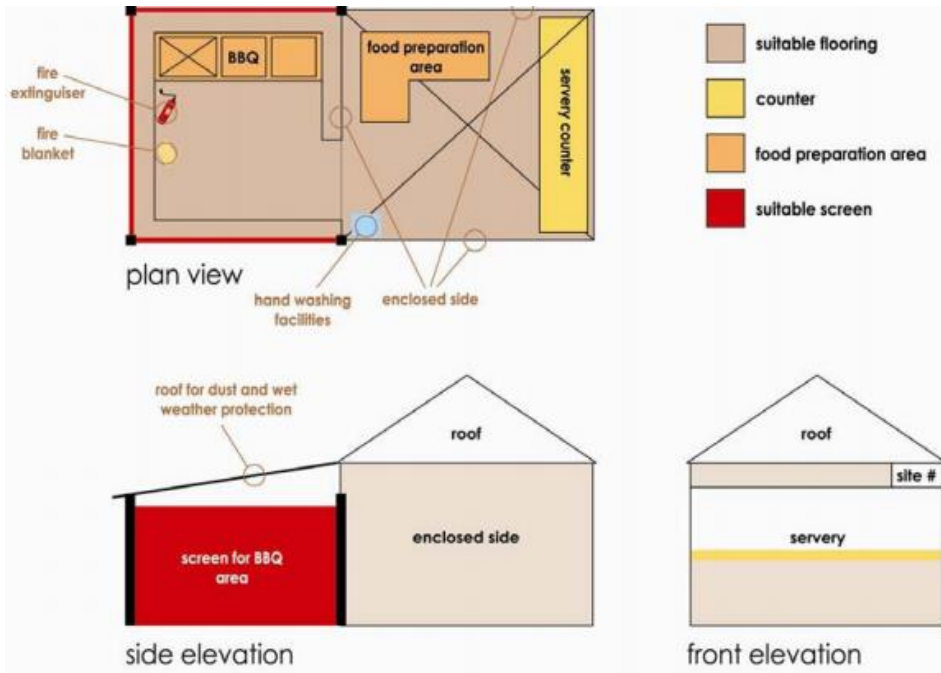 BBQ
food preparation
area
servery counter
fire
extinguiser
fire
blanket
plan view
hand washing
facilities
enclosed side
suitable flooring
counter
food preparation area
suitable screen
roof for dust and wet
weather protection
roof
screen for BBQ
area
enclosed side
side elevation
roof
site #
servery
front elevation